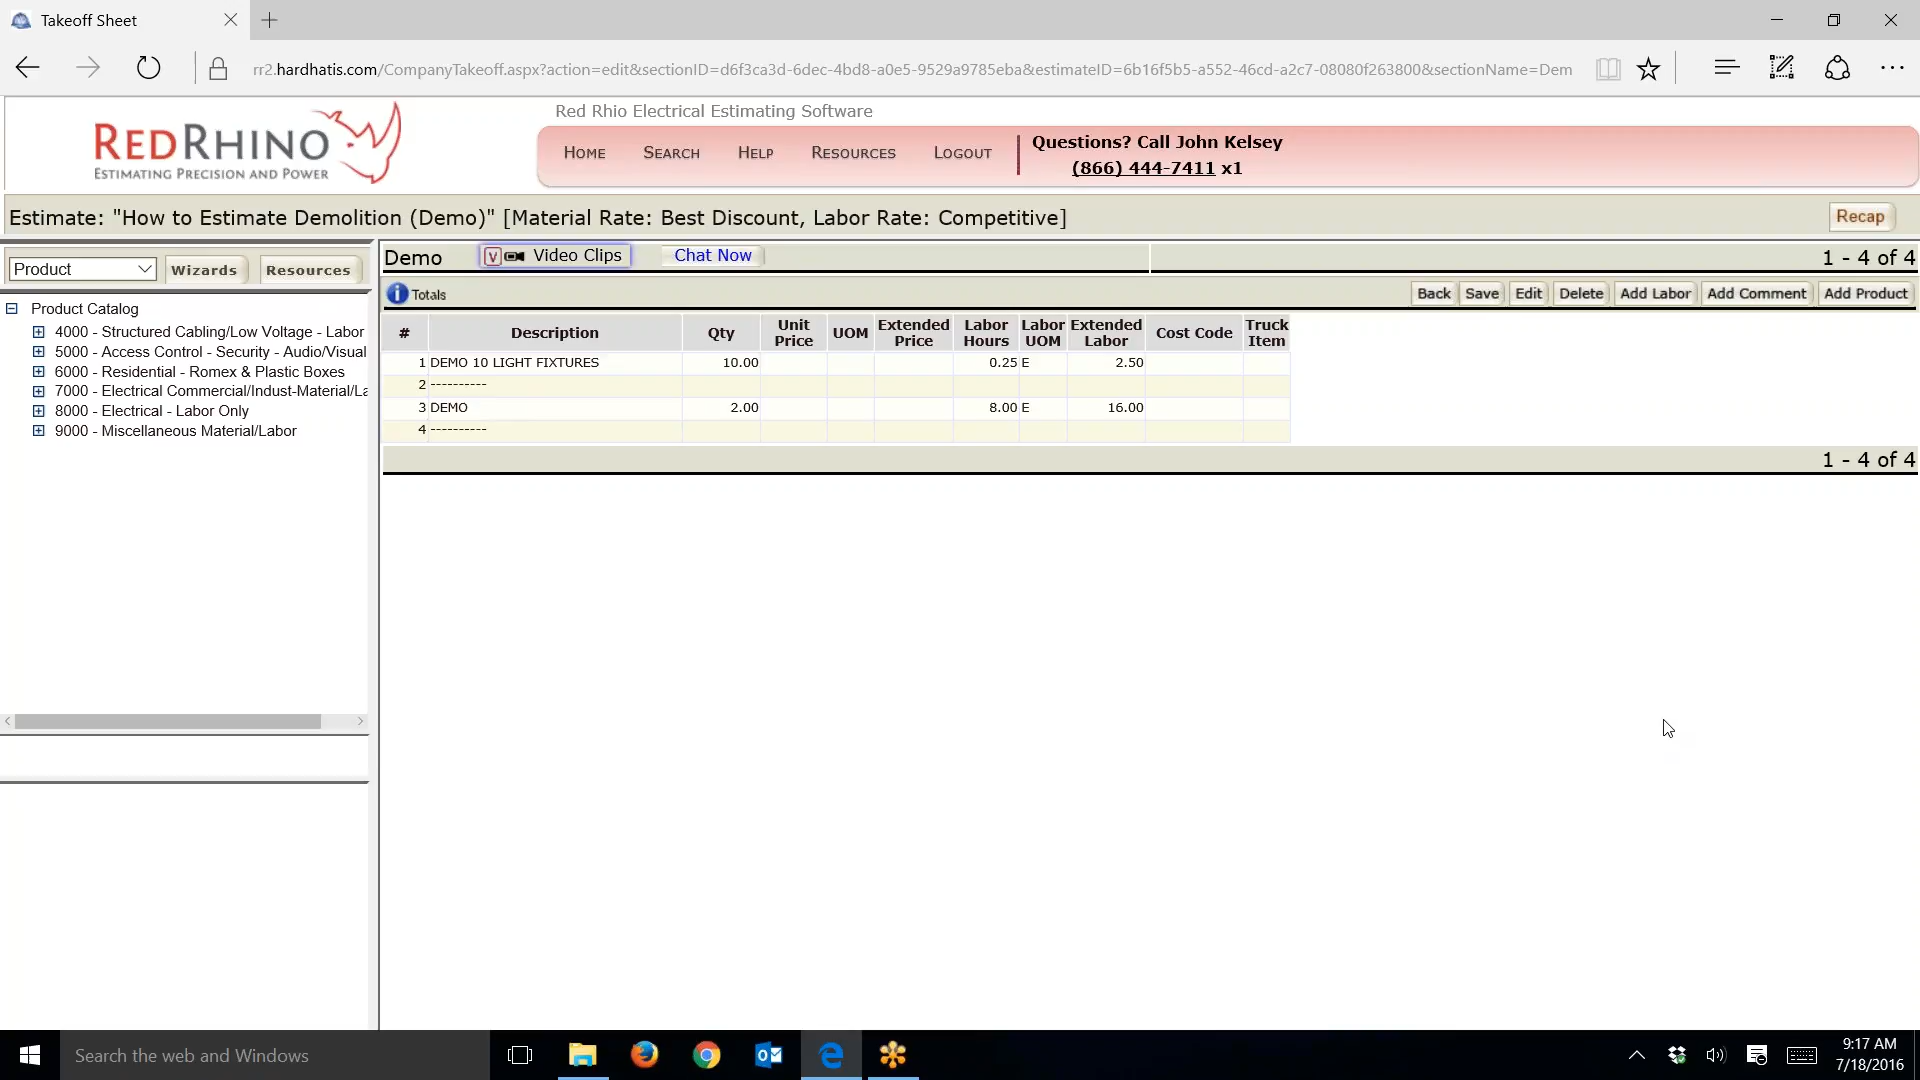 Takeoff Sheet
rr2.hardhatis.com/CompanyTakeoff.aspx?action=edit&sectionID=d6f3ca3d-6dec-4bd8-a0e5-9529a9785eba&estimateID=6b16f5b5-a552-46cd-a2c7-08080f263800&sectionName=Dem
REDRHINO
ESTIMATING PRECISION AND POWER
Red Rhio Electrical Estimating Software
HOME SEARCH HELP RESOURCES LOGOUT
Questions? Call John Kelsey
(866) 444-7411 x1
Estimate: "How to Estimate Demolition (Demo)" [Material Rate: Best Discount, Labor Rate: Competitive]
Recap
Product Wizards Resources
Product Catalog
4000 - Structured Cabling/Low Voltage - Labor
5000 - Access Control - Security - Audio/Visual
6000 - Residential - Romex & Plastic Boxes
7000 - Electrical Commercial/Indust-Material/La
8000 - Electrical - Labor Only
9000 - Miscellaneous Material/Labor
Demo V Video Clips Chat Now 1 - 4 of 4
i Totals Back Save Edit Delete Add Labor Add Comment Add Product
# Description Qty Unit Price UOM Extended Price Labor Hours Labor UOM Extended Labor Cost Code Truck Item
1 DEMO 10 LIGHT FIXTURES 10.00 0.25 E 2.50
2 ----------
3 DEMO 2.00 8.00 E 16.00
4 ----------
1 - 4 of 4
Search the web and Windows
9:17 AM
7/18/2016